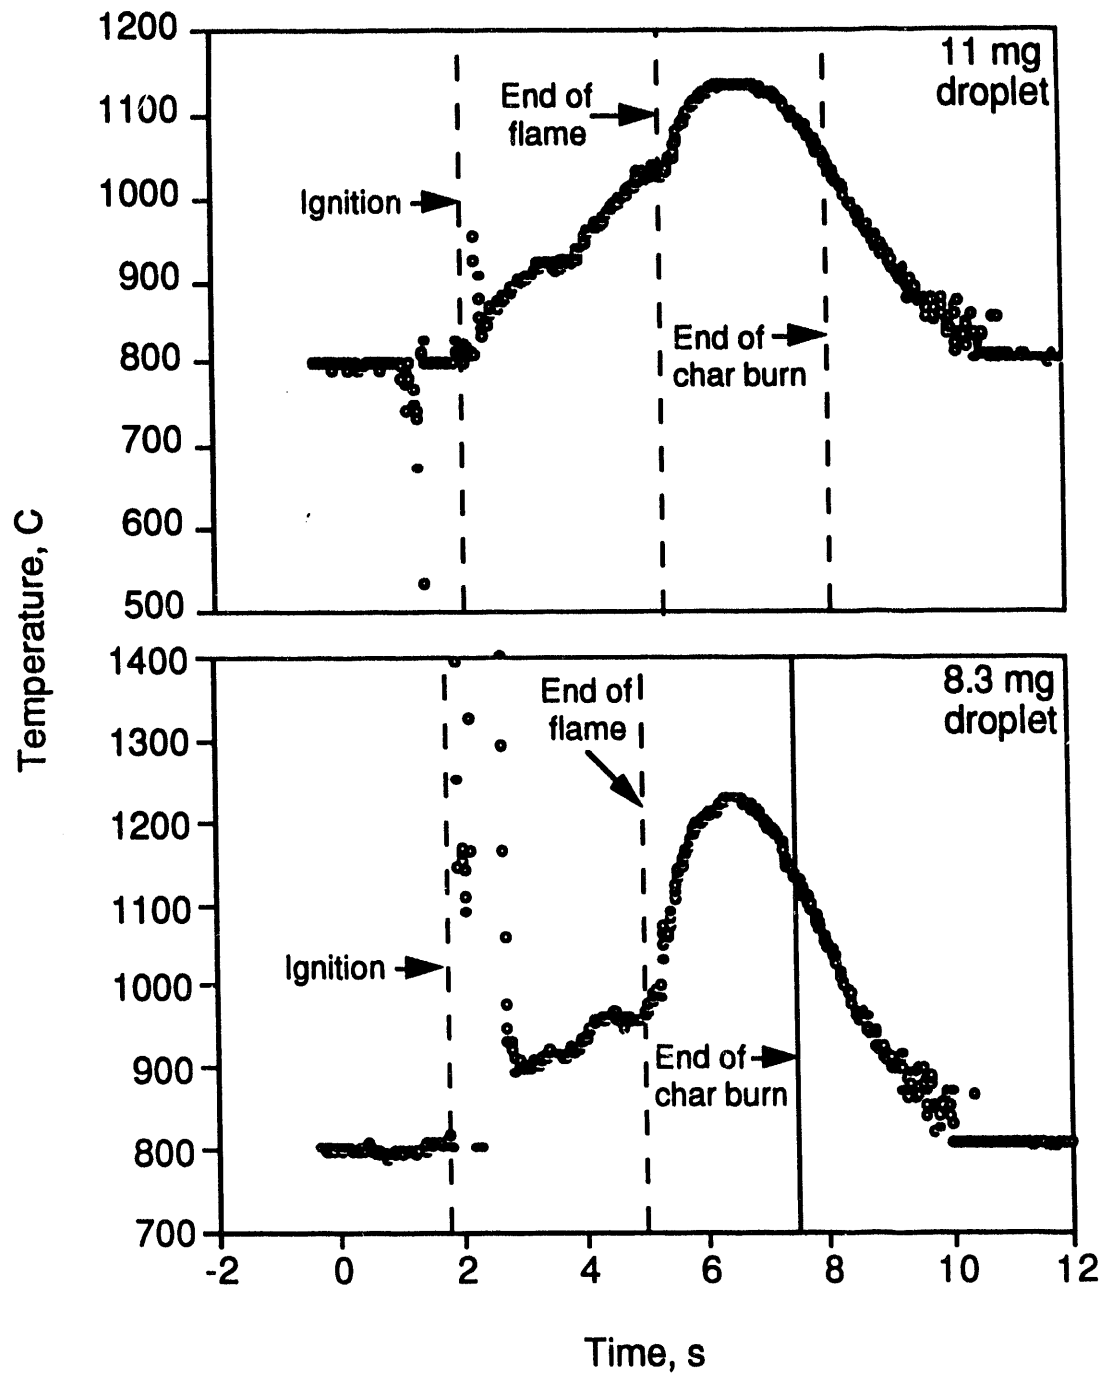 1200
1100
1000
900
800
700
600
500
11 mg
droplet
End of
flame
Ignition
End of
char burn
Temperature, C
1400
1300
1200
1100
1000
900
800
700
8.3 mg
droplet
End of
flame
Ignition
End of
char burn
-2 0 2 4 6 8 10 12
Time, s